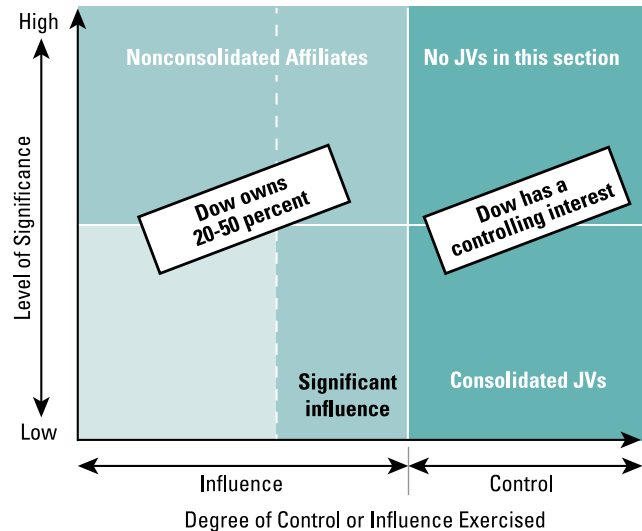 High
Nonconsolidated Affiliates
No JVs in this section
Level of Significance
Dow owns
20-50 percent
Dow has a
controlling interest
Significant
influence
Consolidated JVs
Low
Influence
Control
Degree of Control or Influence Exercised